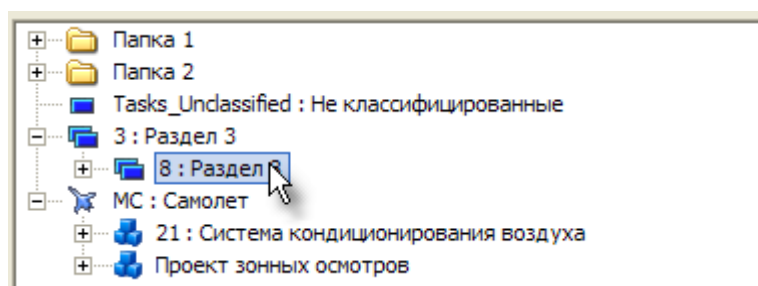 Папка 1
Папка 2
Tasks_Unclassified : Не классифицированные
3 : Раздел 3
8 : Раздел
МС : Самолет
21 : Система кондиционирования воздуха
Проект зонных осмотров